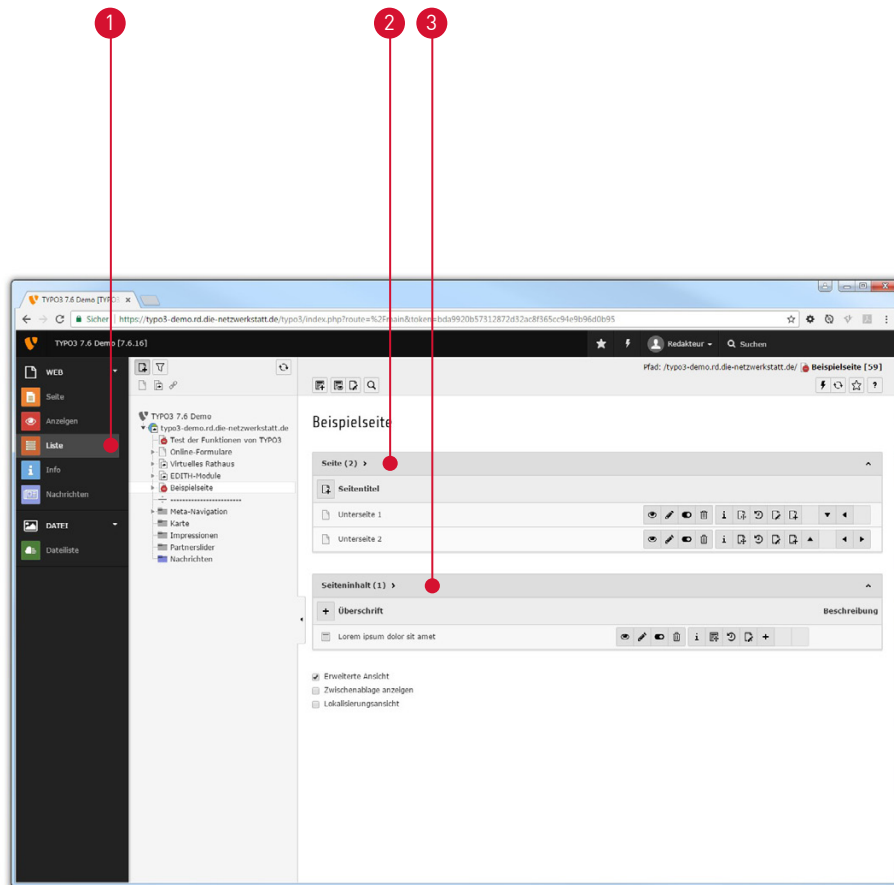 1 2 3
TYPO3 7.6 Demo [TYPO3
Sicher | https://typo3-demo.rd.die-netzwerkstatt.de/typo3/index.php?route=%2Fmain&token=bda9920b57312872d32ac8f365cc94e9b96d0b95
TYPO3 7.6 Demo [7.6.16] Redakteur Suchen
WEB
Seite
Anzeigen
Liste
Info
Nachrichten
DATEI
Dateiliste
TYPO3 7.6 Demo
typo3-demo.rd.die-netzwerkstatt.de
Test der Funktionen von TYPO3
Online-Formulare
Virtuelles Rathaus
EDITH-Module
Beispielseite
------------------------
Meta-Navigation
Karte
Impressionen
Partnerslider
Nachrichten
Pfad: /typo3-demo.rd.die-netzwerkstatt.de/ Beispielseite [59]
Beispielseite
Seite (2)
Seitentitel
Unterseite 1
Unterseite 2
Seiteninhalt (1)
Überschrift Beschreibung
Lorem ipsum dolor sit amet
Erweiterte Ansicht
Zwischenablage anzeigen
Lokalisierungsansicht